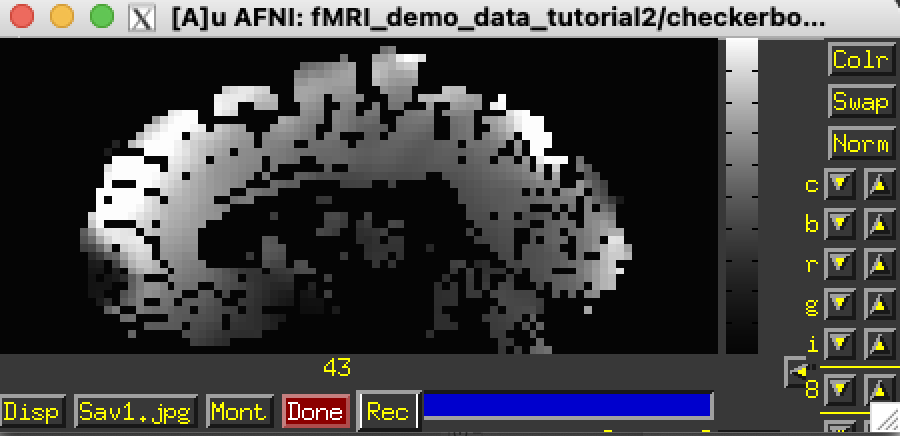 [A]u AFNI: fMRI_demo_data_tutorial2/checkerbo...
Colr
Swap
Norm
c
b
r
g
i
43
8
Disp Sav1.jpg Mont Done Rec